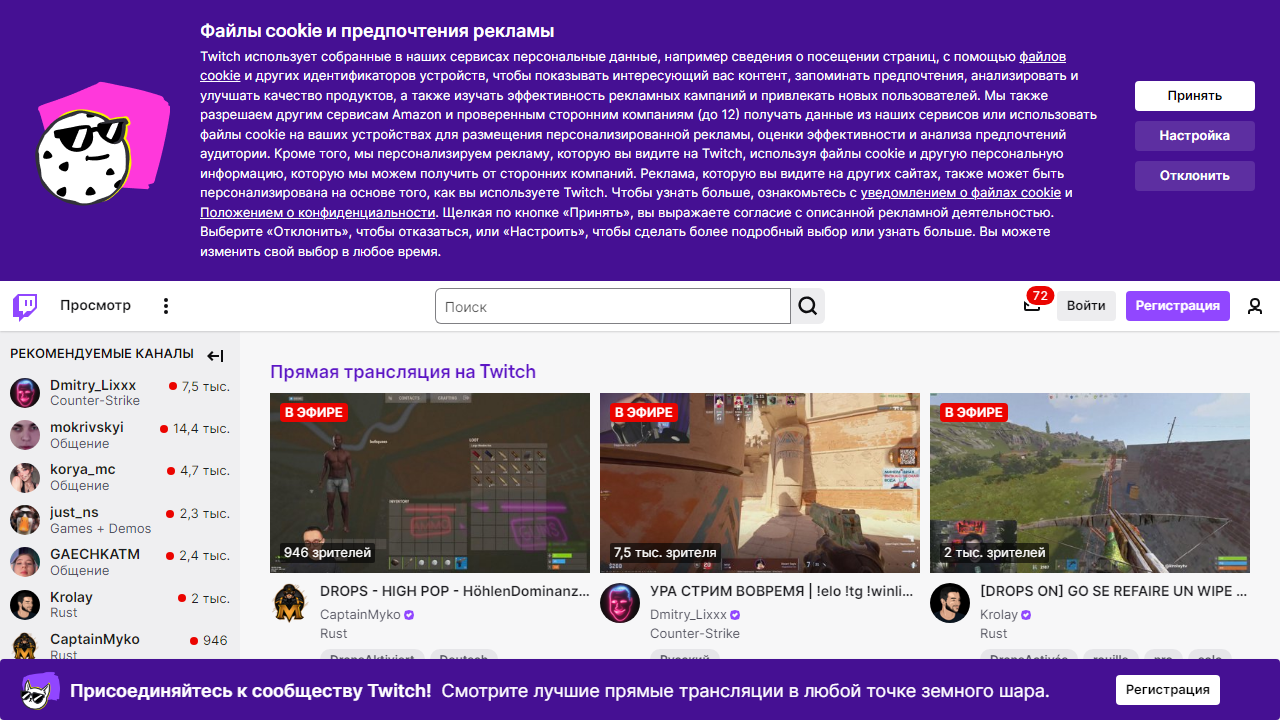 Файлы cookie и предпочтения рекламы
Twitch использует собранные в наших сервисах персональные данные, например сведения о посещении страниц, с помощью файлов
cookie и других идентификаторов устройств, чтобы показывать интересующий вас контент, запоминать предпочтения, анализировать и
улучшать качество продуктов, а также изучать эффективность рекламных кампаний и привлекать новых пользователей. Мы также
разрешаем другим сервисам Amazon и проверенным сторонним компаниям (до 12) получать данные из наших сервисов или использовать
файлы cookie на ваших устройствах для размещения персонализированной рекламы, оценки эффективности и анализа предпочтений
аудитории. Кроме того, мы персонализируем рекламу, которую вы видите на Twitch, используя файлы cookie и другую персональную
информацию, которую мы можем получить от сторонних компаний. Реклама, которую вы видите на других сайтах, также может быть
персонализирована на основе того, как вы используете Twitch. Чтобы узнать больше, ознакомьтесь с уведомлением о файлах cookie и
Положением о конфиденциальности. Щелкая по кнопке «Принять», вы выражаете согласие с описанной рекламной деятельностью.
Выберите «Отклонить», чтобы отказаться, или «Настроить», чтобы сделать более подробный выбор или узнать больше. Вы можете
изменить свой выбор в любое время.
Принять
Настройка
Отклонить
Просмотр
Поиск
72
Войти
Регистрация
РЕКОМЕНДУЕМЫЕ КАНАЛЫ
Dmitry_Lixxx 7,5 тыс.
Counter-Strike
mokrivskyi 14,4 тыс.
Общение
korya_mc 4,7 тыс.
Общение
just_ns 2,3 тыс.
Games + Demos
GAECHKATM 2,4 тыс.
Общение
Krolay 2 тыс.
Rust
CaptainMyko 946
Rust
Прямая трансляция на Twitch
В ЭФИРЕ
INVENTORY
LOOT
946 зрителей
DROPS - HIGH POP - HöhlenDominanz...
CaptainMyko
Rust
DropsAktiviert Deutsch
В ЭФИРЕ
7,5 тыс. зрителя
УРА СТРИМ ВОВРЕМЯ | !elo !tg !winli...
Dmitry_Lixxx
Counter-Strike
Русский
В ЭФИРЕ
2 тыс. зрителей
[DROPS ON] GO SE REFAIRE UN WIPE ...
Krolay
Rust
DropsActivés rouille pro solo
Присоединяйтесь к сообществу Twitch! Смотрите лучшие прямые трансляции в любой точке земного шара.
Регистрация